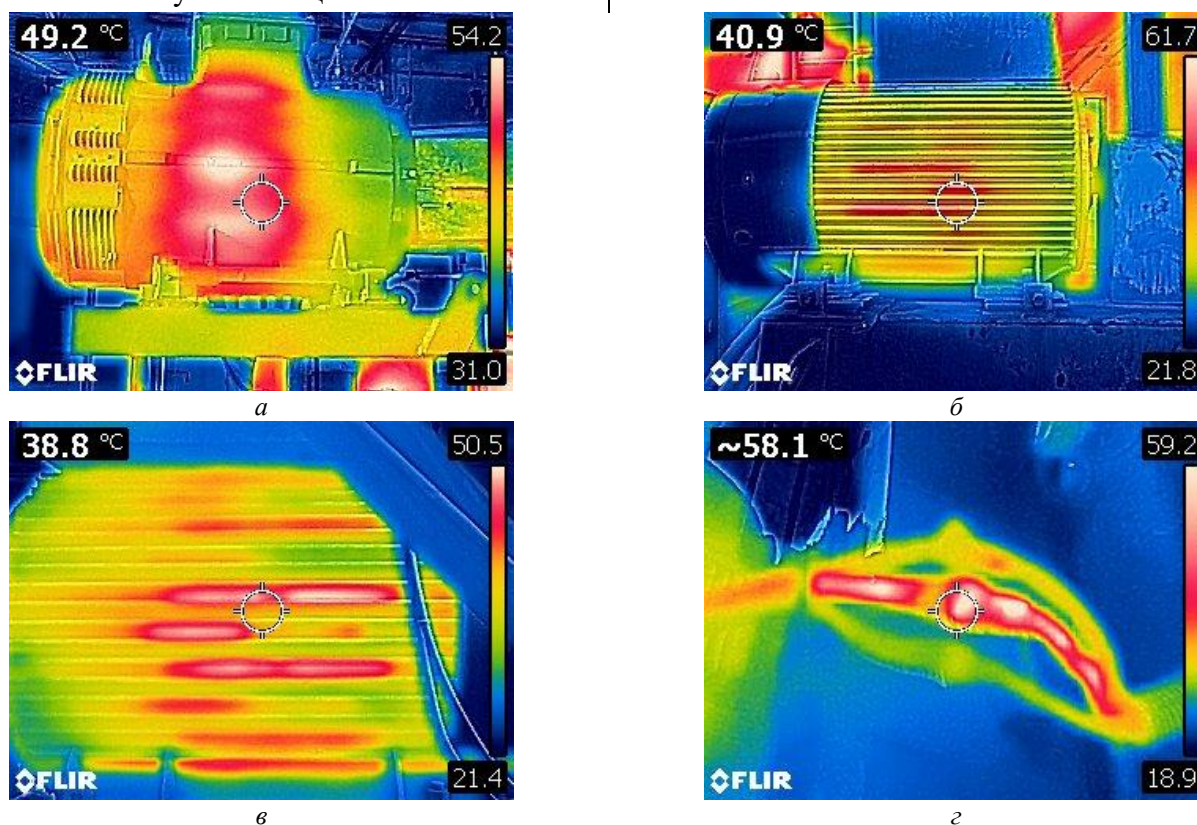 49.2 °C
54.2
40.9 °C
61.7
FLIR
31.0
FLIR
21.8
а
б
38.8 °C
50.5
~58.1 °C
59.2
FLIR
21.4
FLIR
18.9
в
г